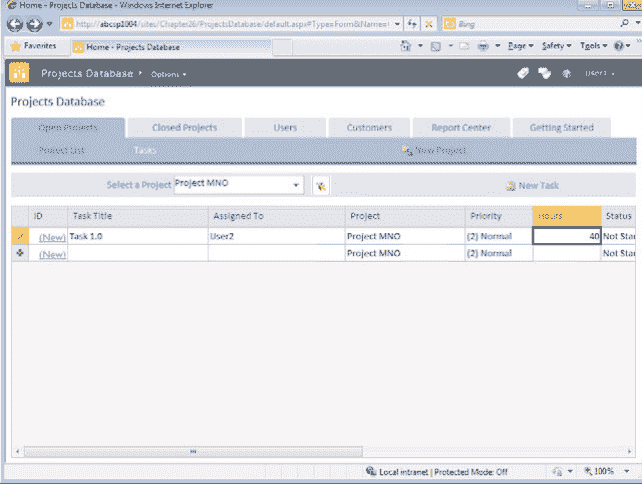 Home - Projects Database - Windows Internet Explorer
http://abcsp1004/sites/Chapter26/ProjectsDatabase/default.aspx#Type=Form&Name=
Bing
Favorites
Home - Projects Database
Page
Safety
Tools
Projects Database
Options
User1
Projects Database
Open Projects
Closed Projects
Users
Customers
Report Center
Getting Started
Project List
Tasks
New Project
Select a Project
Project MNO
New Task
ID Task Title Assigned To Project Priority Hours Status
(New) Task 1.0 User2 Project MNO (2) Normal 40 Not Star
(New) Project MNO (2) Normal Not Star
Local intranet | Protected Mode: Off
100%